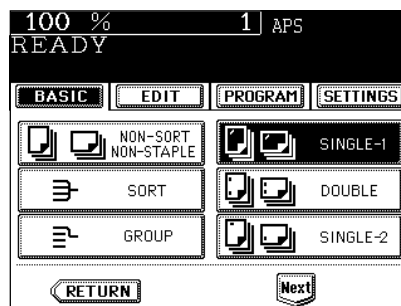 100 % 1 APS
READY
BASIC EDIT PROGRAM SETTINGS
NON-SORT
NON-STAPLE
SINGLE-1
SORT DOUBLE
GROUP SINGLE-2
RETURN Next